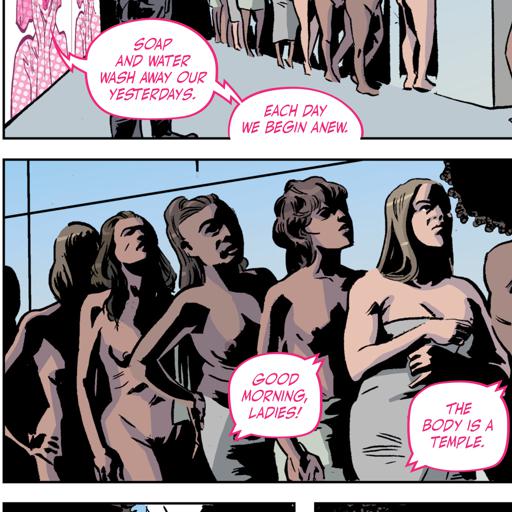 SOAP
AND WATER
WASH AWAY OUR
YESTERDAYS.
EACH DAY
WE BEGIN ANEW.
GOOD
MORNING,
LADIES!
THE
BODY IS A
TEMPLE.